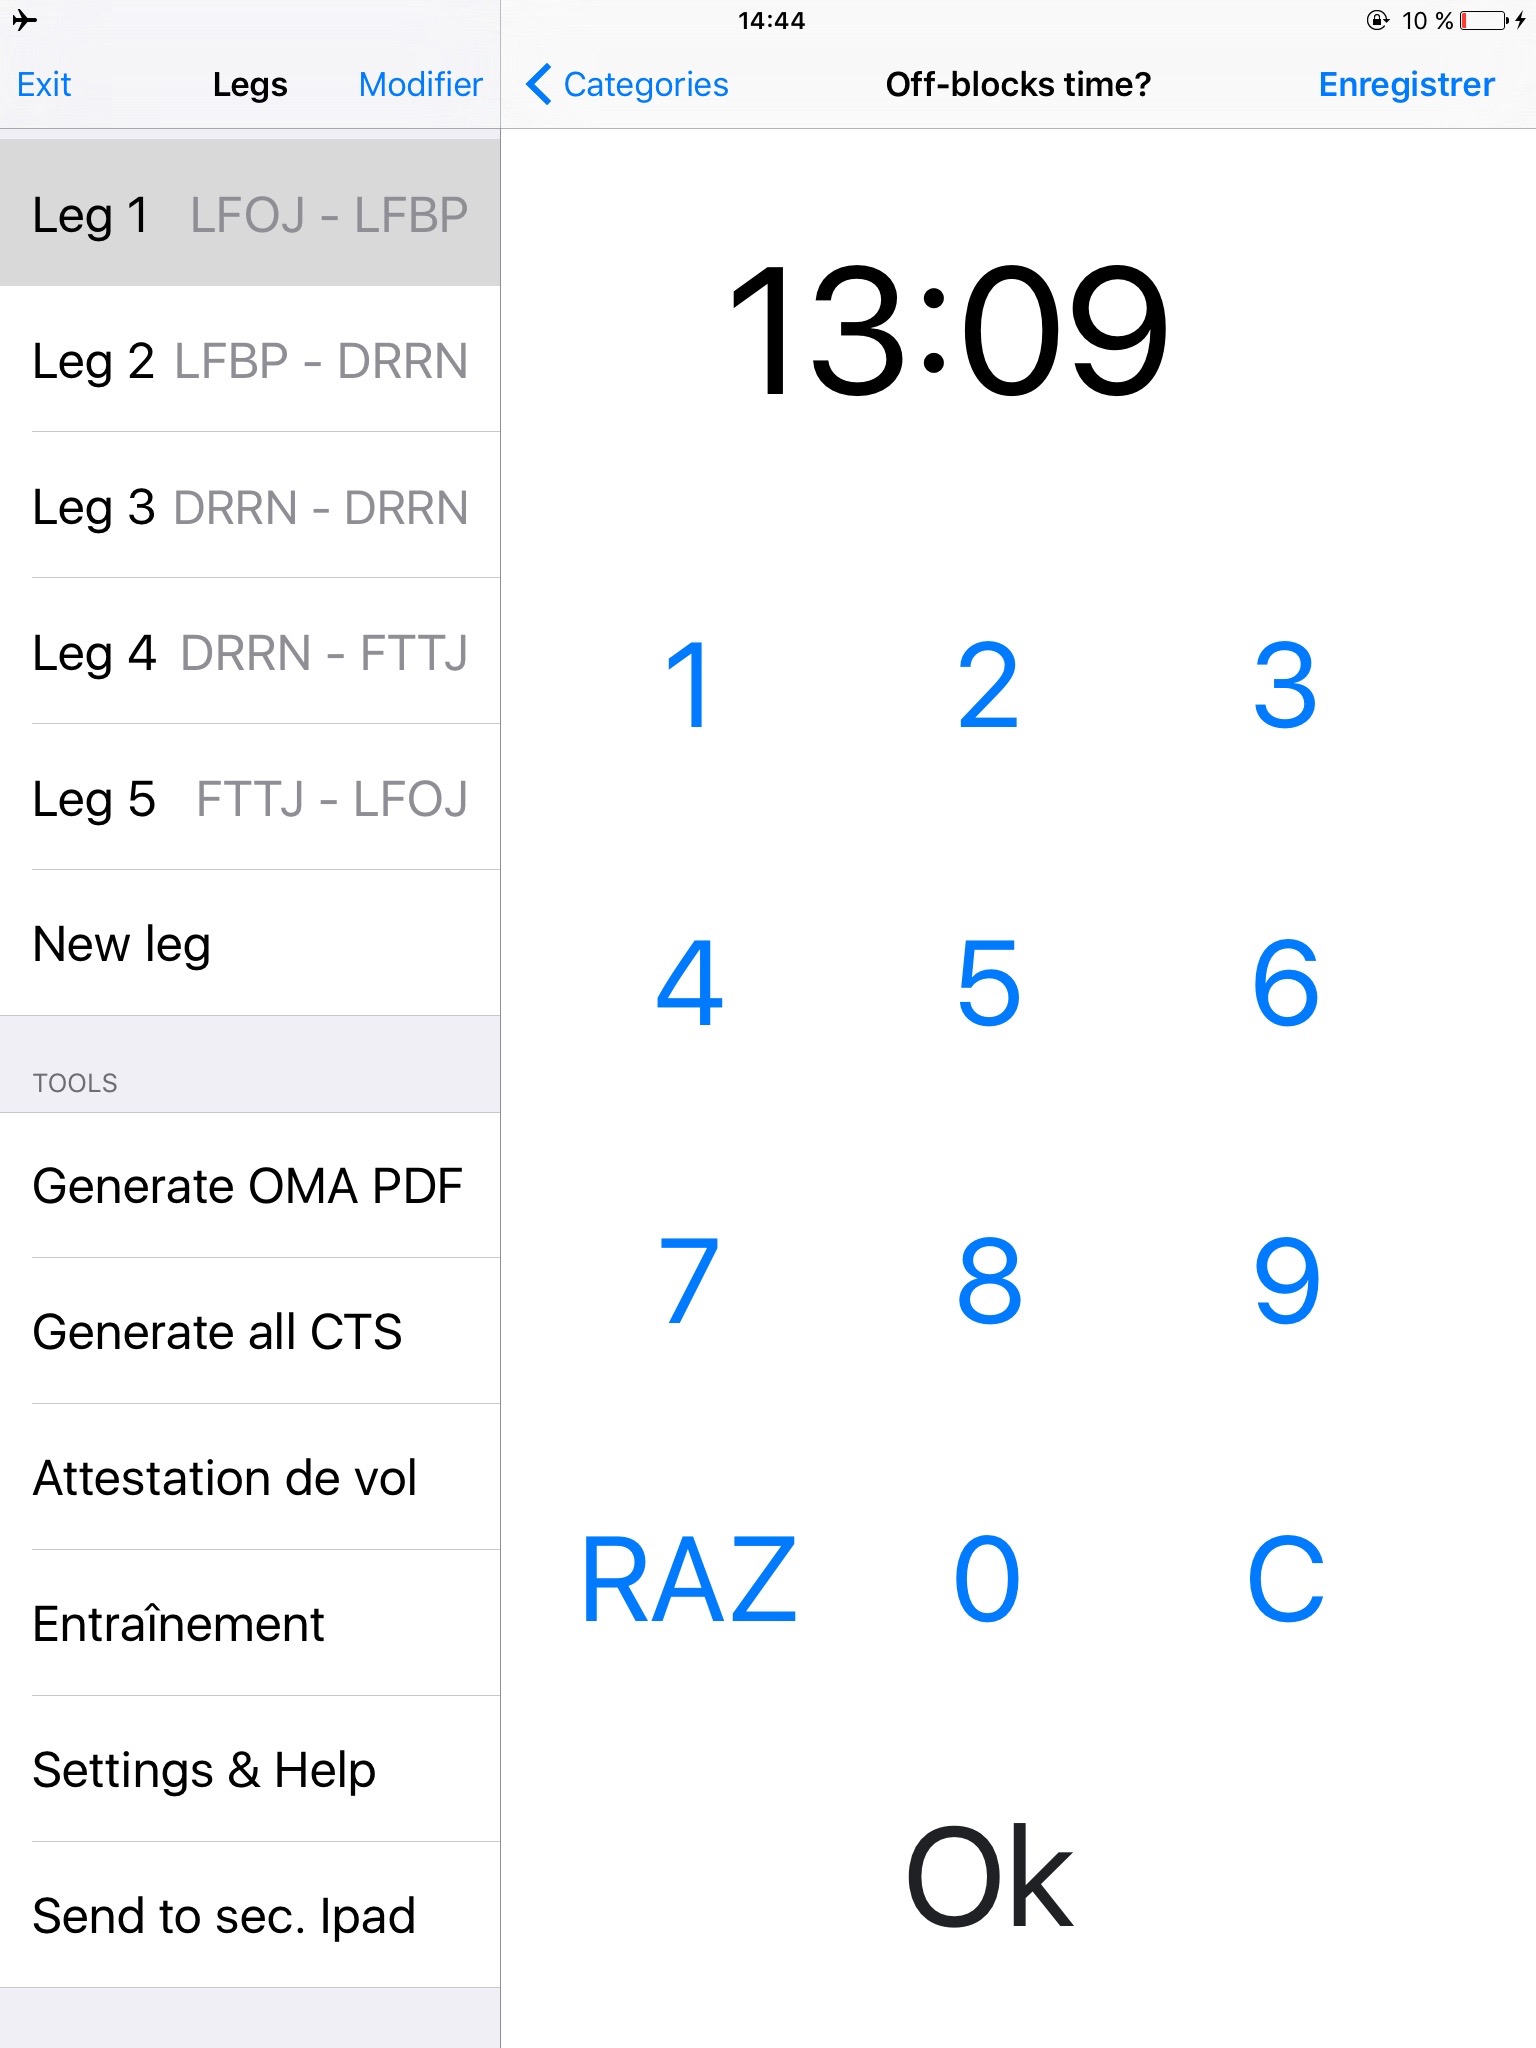 14:44
10 %
Exit
Legs
Modifier
Categories
Off-blocks time?
Enregistrer
Leg 1 LFOJ - LFBP
Leg 2 LFBP - DRRN
Leg 3 DRRN - DRRN
Leg 4 DRRN - FTTJ
Leg 5 FTTJ - LFOJ
New leg
TOOLS
Generate OMA PDF
Generate all CTS
Attestation de vol
Entraînement
Settings & Help
Send to sec. Ipad
13:09
1 2 3
4 5 6
7 8 9
RAZ 0 C
Ok